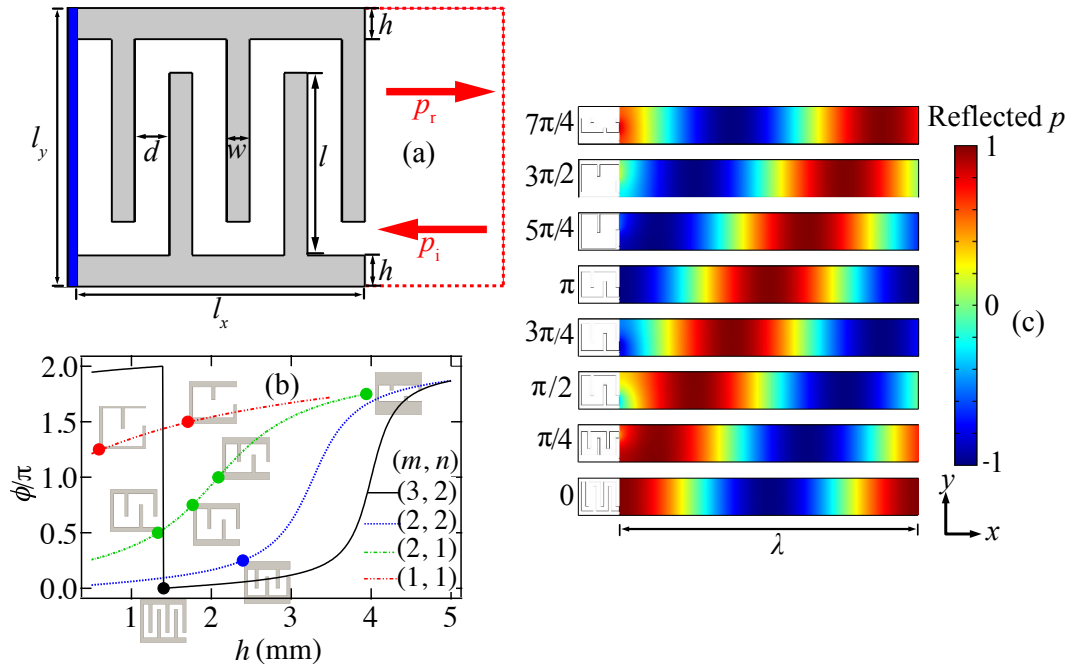 h
l_y
d
w
l
p_r
(a)
p_i
h
l_x
(b)
2.0
1.5
1.0
0.5
0.0
ϕ/π
1
2
3
4
5
h (mm)
(m, n)
(3, 2)
(2, 2)
(2, 1)
(1, 1)
Reflected p
7π/4
3π/2
5π/4
π
3π/4
π/2
π/4
0
1
0
-1
(c)
λ
y
x